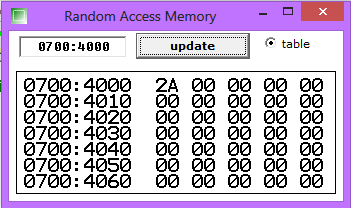 Random Access Memory
0700:4000 update table
0700:4000 2A 00 00 00 00
0700:4010 00 00 00 00 00
0700:4020 00 00 00 00 00
0700:4030 00 00 00 00 00
0700:4040 00 00 00 00 00
0700:4050 00 00 00 00 00
0700:4060 00 00 00 00 00